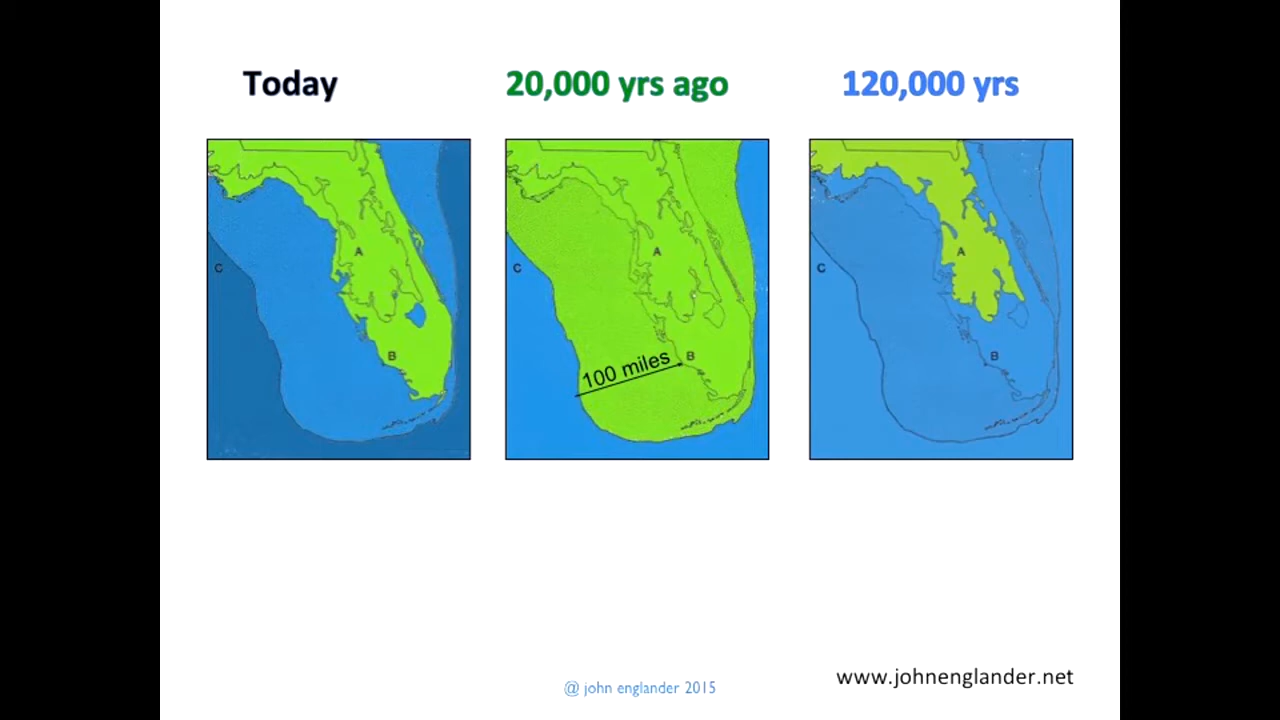 Today
20,000 yrs ago
120,000 yrs
A
B
C
A
B
C
100 miles
A
B
C
@ john englander 2015
www.johnenglander.net